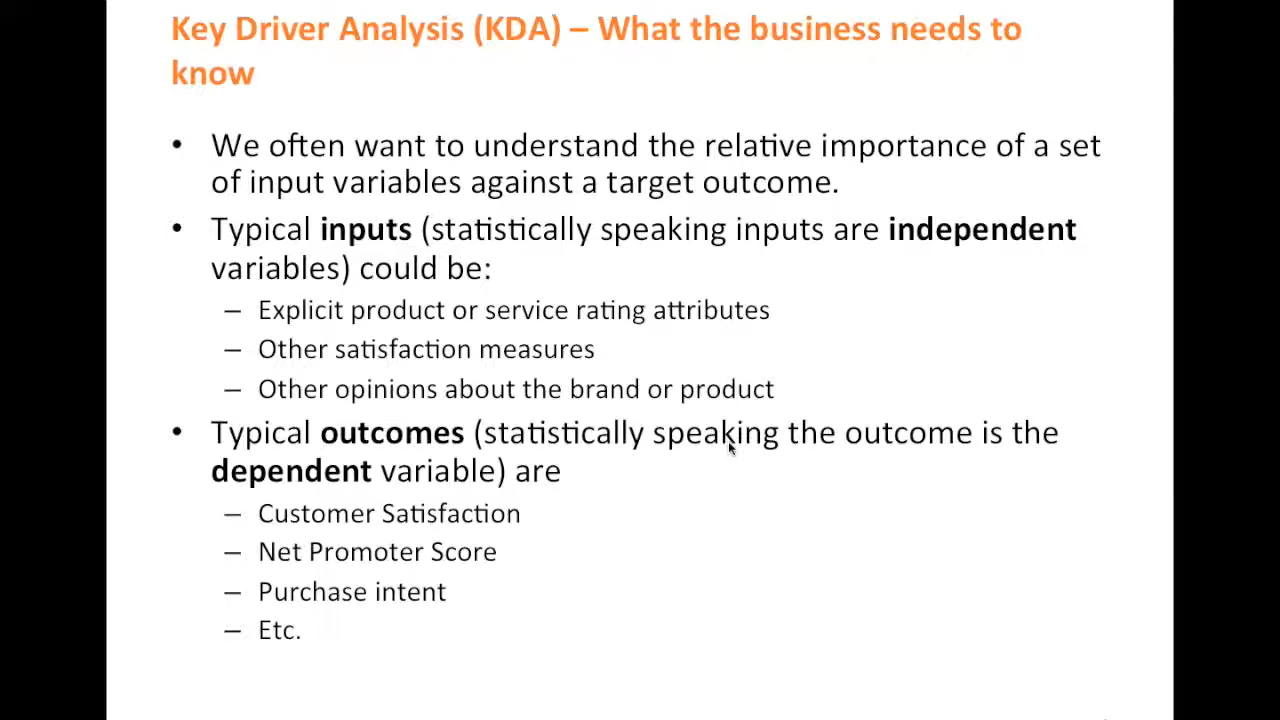 Key Driver Analysis (KDA) – What the business needs to
know
• We often want to understand the relative importance of a set
of input variables against a target outcome.
• Typical inputs (statistically speaking inputs are independent
variables) could be:
– Explicit product or service rating attributes
– Other satisfaction measures
– Other opinions about the brand or product
• Typical outcomes (statistically speaking the outcome is the
dependent variable) are
– Customer Satisfaction
– Net Promoter Score
– Purchase intent
– Etc.